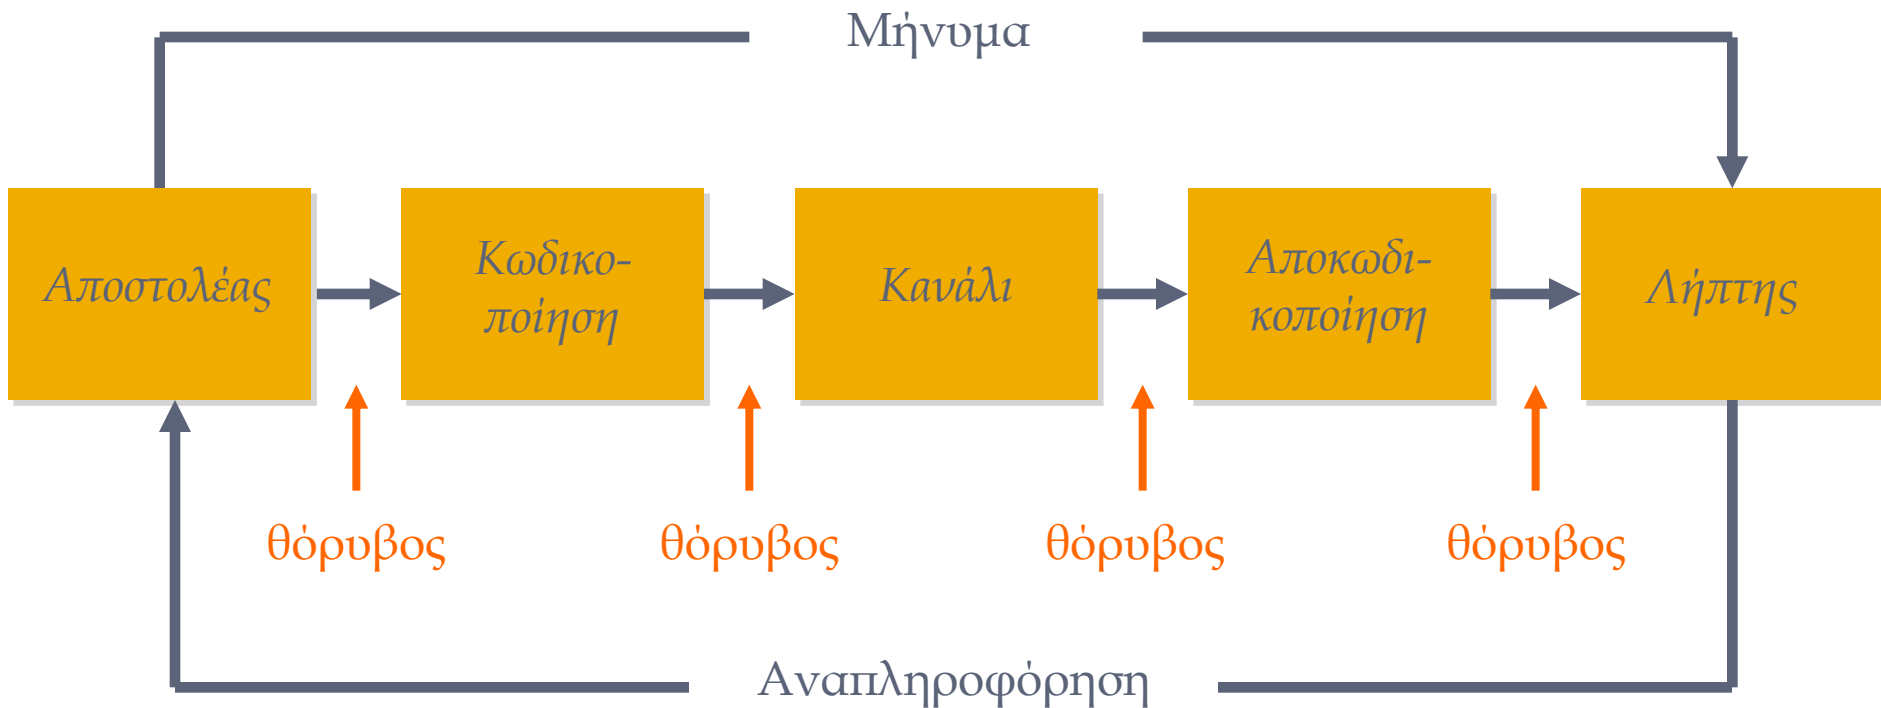 Μήνυμα
Αποστολέας
Κωδικο-
ποίηση
Κανάλι
Αποκωδι-
κοποίηση
Λήπτης
θόρυβος
θόρυβος
θόρυβος
θόρυβος
Αναπληροφόρηση